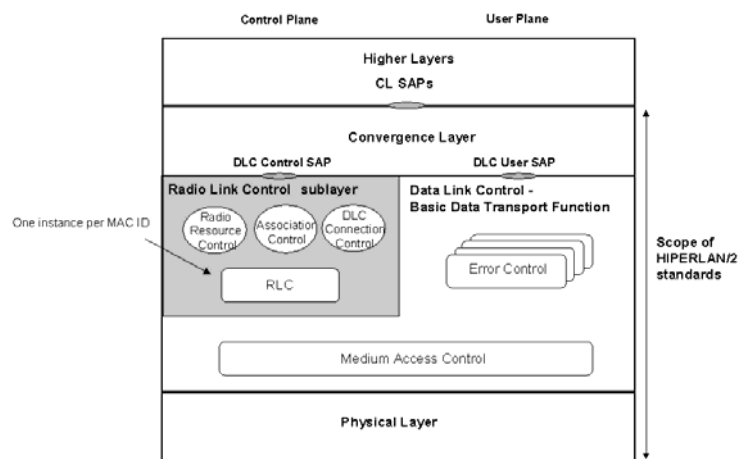 Control Plane
User Plane
Higher Layers
CL SAPs
Convergence Layer
DLC Control SAP
DLC User SAP
Radio Link Control sublayer
Data Link Control -
Basic Data Transport Function
One instance per MAC ID
Radio
Resource
Control
Association
Control
DLC
Connection
Control
RLC
Error Control
Scope of
HIPERLAN/2
standards
Medium Access Control
Physical Layer